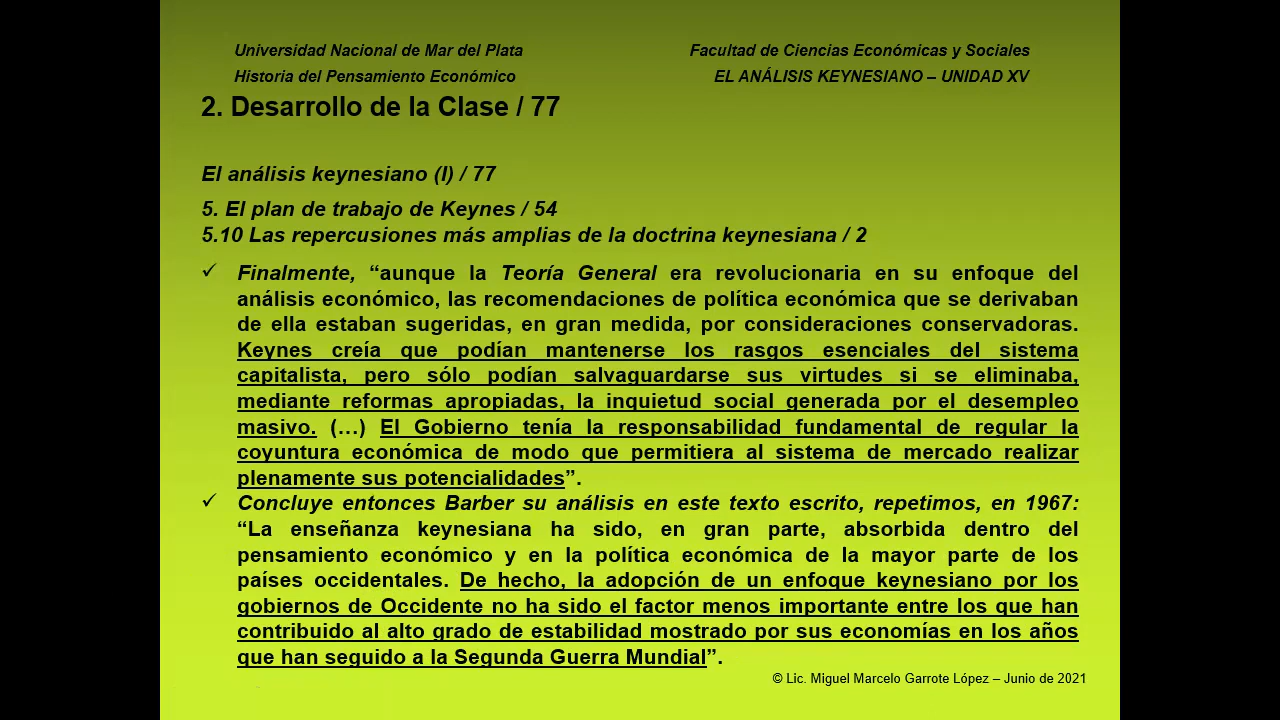 Universidad Nacional de Mar del Plata
Facultad de Ciencias Económicas y Sociales
Historia del Pensamiento Económico
EL ANÁLISIS KEYNESIANO – UNIDAD XV
2. Desarrollo de la Clase / 77
El análisis keynesiano (I) / 77
5. El plan de trabajo de Keynes / 54
5.10 Las repercusiones más amplias de la doctrina keynesiana / 2
✓ Finalmente, “aunque la Teoría General era revolucionaria en su enfoque del
análisis económico, las recomendaciones de política económica que se derivaban
de ella estaban sugeridas, en gran medida, por consideraciones conservadoras.
Keynes creía que podían mantenerse los rasgos esenciales del sistema
capitalista, pero sólo podían salvaguardarse sus virtudes si se eliminaba,
mediante reformas apropiadas, la inquietud social generada por el desempleo
masivo. (…) El Gobierno tenía la responsabilidad fundamental de regular la
coyuntura económica de modo que permitiera al sistema de mercado realizar
plenamente sus potencialidades”.
✓ Concluye entonces Barber su análisis en este texto escrito, repetimos, en 1967:
“La enseñanza keynesiana ha sido, en gran parte, absorbida dentro del
pensamiento económico y en la política económica de la mayor parte de los
países occidentales. De hecho, la adopción de un enfoque keynesiano por los
gobiernos de Occidente no ha sido el factor menos importante entre los que han
contribuido al alto grado de estabilidad mostrado por sus economías en los años
que han seguido a la Segunda Guerra Mundial”.
© Lic. Miguel Marcelo Garrote López – Junio de 2021